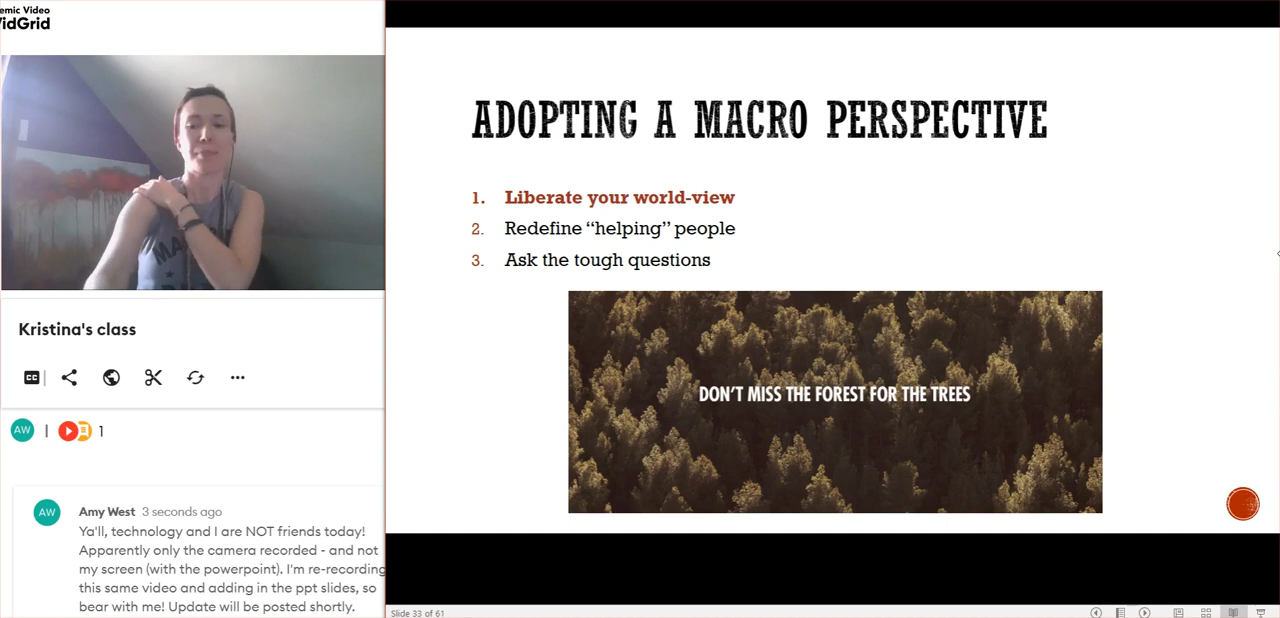 VidGrid
Kristina's class
CC
AW
1
AW
Amy West 3 seconds ago
Ya'll, technology and I are NOT friends today!
Apparently only the camera recorded - and not
my screen (with the powerpoint). I'm re-recording
this same video and adding in the ppt slides, so
bear with me! Update will be posted shortly.
ADOPTING A MACRO PERSPECTIVE
1. Liberate your world-view
2. Redefine “helping” people
3. Ask the tough questions
DON'T MISS THE FOREST FOR THE TREES
Slide 33 of 61